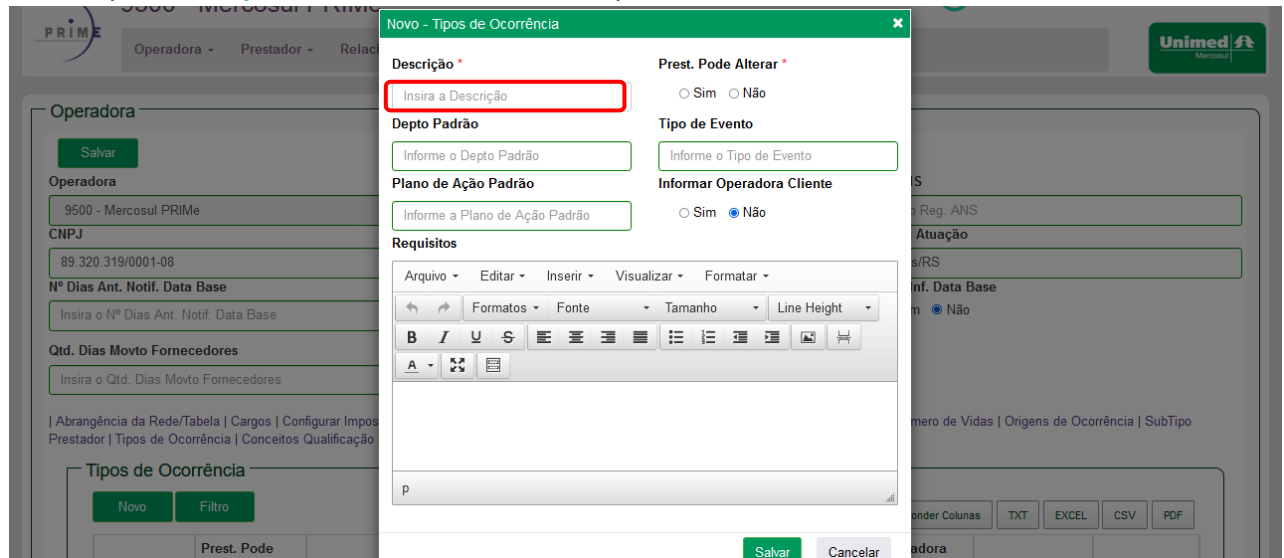 9500 - Mercosul PRIMe
PRIME
Operadora
Prestador
Unimed
Mercosul
Operadora
Salvar
Operadora
9500 - Mercosul PRIMe
Reg. ANS
CNPJ
Atuação
89.320.319/0001-08
s/RS
Nº Dias Ant. Notif. Data Base
Inf. Data Base
Insira o Nº Dias Ant. Notif. Data Base
Não
Qtd. Dias Movto Fornecedores
Insira o Qtd. Dias Movto Fornecedores
| Abrangência da Rede/Tabela | Cargos | Configurar Impos
mero de Vidas | Origens de Ocorrência | SubTipo
Prestador | Tipos de Ocorrência | Conceitos Qualificação
Tipos de Ocorrência
Novo Filtro
onder Colunas TXT EXCEL CSV PDF
Prest. Pode
adora
Novo - Tipos de Ocorrência
Descrição * Prest. Pode Alterar *
Insira a Descrição Sim Não
Depto Padrão Tipo de Evento
Informe o Depto Padrão Informe o Tipo de Evento
Plano de Ação Padrão Informar Operadora Cliente
Informe a Plano de Ação Padrão Sim Não
Requisitos
Arquivo Editar Inserir Visualizar Formatar
Formatos Fonte Tamanho Line Height
B I U S
A
p
Salvar Cancelar